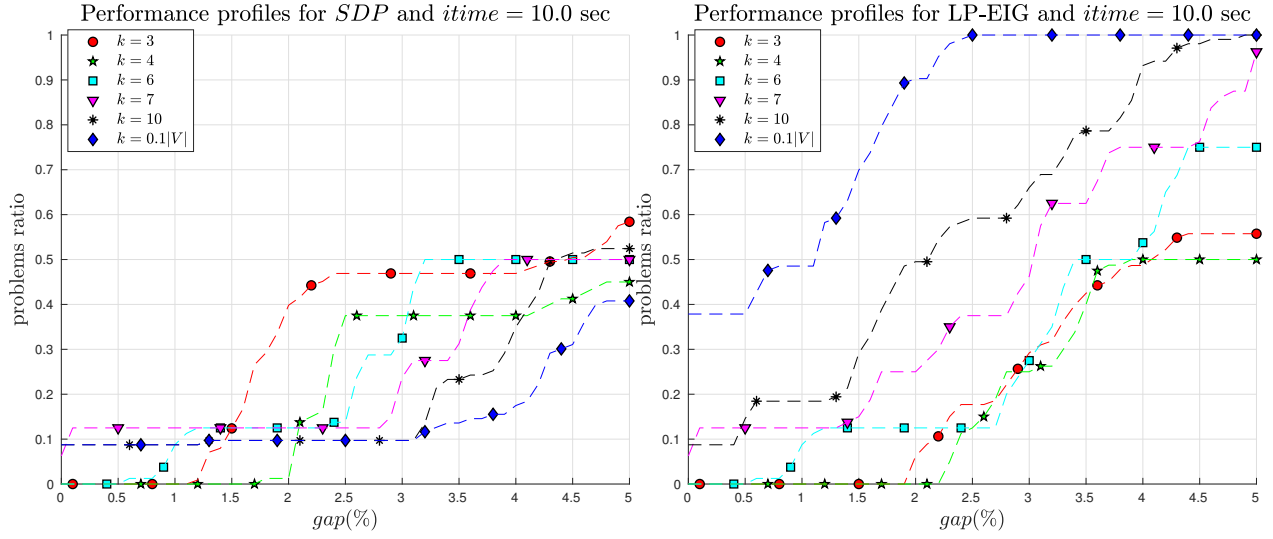 Performance profiles for SDP and itime = 10.0 sec
1
0.9
0.8
0.7
0.6
0.5
0.4
0.3
0.2
0.1
0
problems ratio
k = 3
k = 4
k = 6
k = 7
k = 10
k = 0.1|V|
0 0.5 1 1.5 2 2.5 3 3.5 4 4.5 5
gap(%)
Performance profiles for LP-EIG and itime = 10.0 sec
1
0.9
0.8
0.7
0.6
0.5
0.4
0.3
0.2
0.1
0
problems ratio
k = 3
k = 4
k = 6
k = 7
k = 10
k = 0.1|V|
0 0.5 1 1.5 2 2.5 3 3.5 4 4.5 5
gap(%)